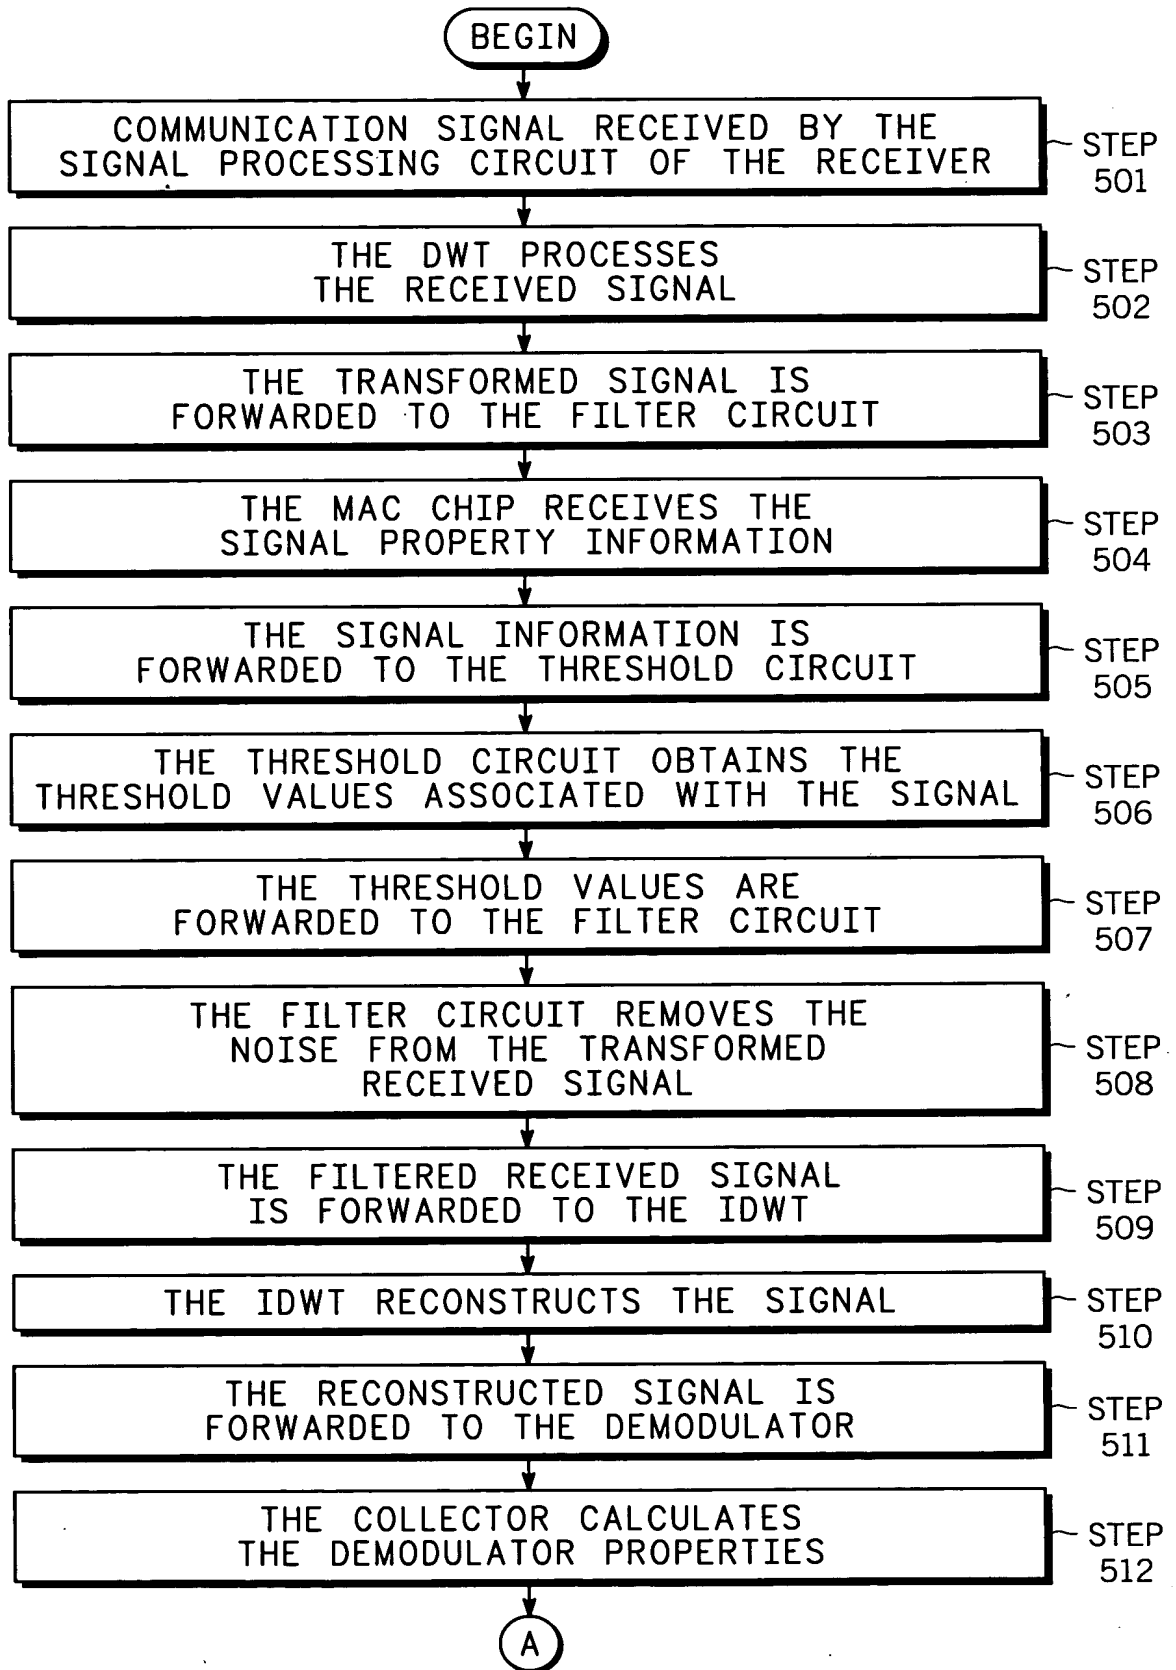 BEGIN
COMMUNICATION SIGNAL RECEIVED BY THE
SIGNAL PROCESSING CIRCUIT OF THE RECEIVER
STEP
501
THE DWT PROCESSES
THE RECEIVED SIGNAL
STEP
502
THE TRANSFORMED SIGNAL IS
FORWARDED TO THE FILTER CIRCUIT
STEP
503
THE MAC CHIP RECEIVES THE
SIGNAL PROPERTY INFORMATION
STEP
504
THE SIGNAL INFORMATION IS
FORWARDED TO THE THRESHOLD CIRCUIT
STEP
505
THE THRESHOLD CIRCUIT OBTAINS THE
THRESHOLD VALUES ASSOCIATED WITH THE SIGNAL
STEP
506
THE THRESHOLD VALUES ARE
FORWARDED TO THE FILTER CIRCUIT
STEP
507
THE FILTER CIRCUIT REMOVES THE
NOISE FROM THE TRANSFORMED
RECEIVED SIGNAL
STEP
508
THE FILTERED RECEIVED SIGNAL
IS FORWARDED TO THE IDWT
STEP
509
THE IDWT RECONSTRUCTS THE SIGNAL
STEP
510
THE RECONSTRUCTED SIGNAL IS
FORWARDED TO THE DEMODULATOR
STEP
511
THE COLLECTOR CALCULATES
THE DEMODULATOR PROPERTIES
STEP
512
A